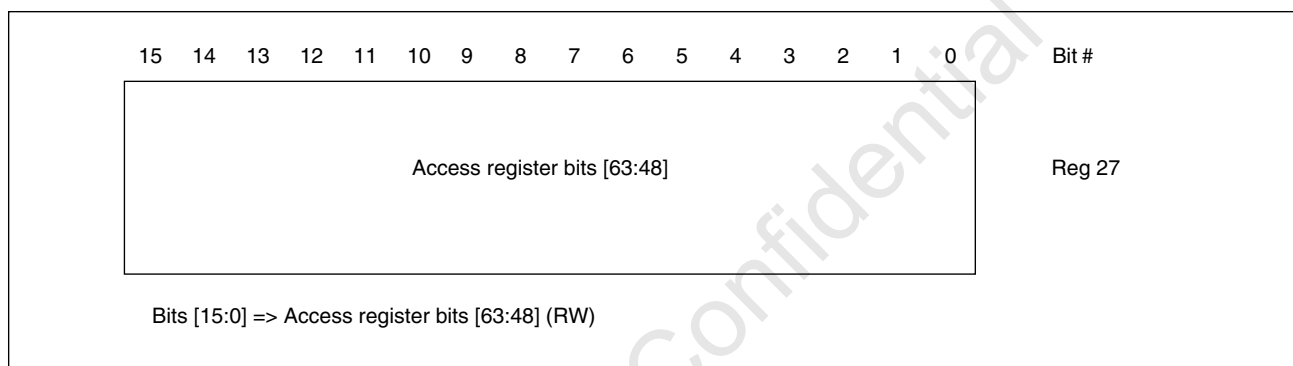 15 14 13 12 11 10 9 8 7 6 5 4 3 2 1 0 Bit #
Access register bits [63:48] Reg 27
Bits [15:0] => Access register bits [63:48] (RW)
Confidential